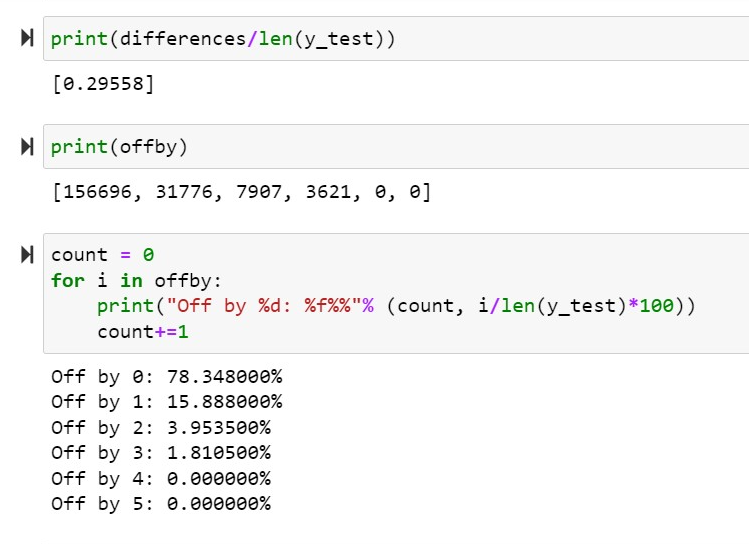 print(differences/len(y_test))
[0.29558]
print(offby)
[156696, 31776, 7907, 3621, 0, 0]
count = 0
for i in offby:
    print("Off by %d: %f%%"% (count, i/len(y_test)*100))
    count+=1
Off by 0: 78.348000%
Off by 1: 15.888000%
Off by 2: 3.953500%
Off by 3: 1.810500%
Off by 4: 0.000000%
Off by 5: 0.000000%